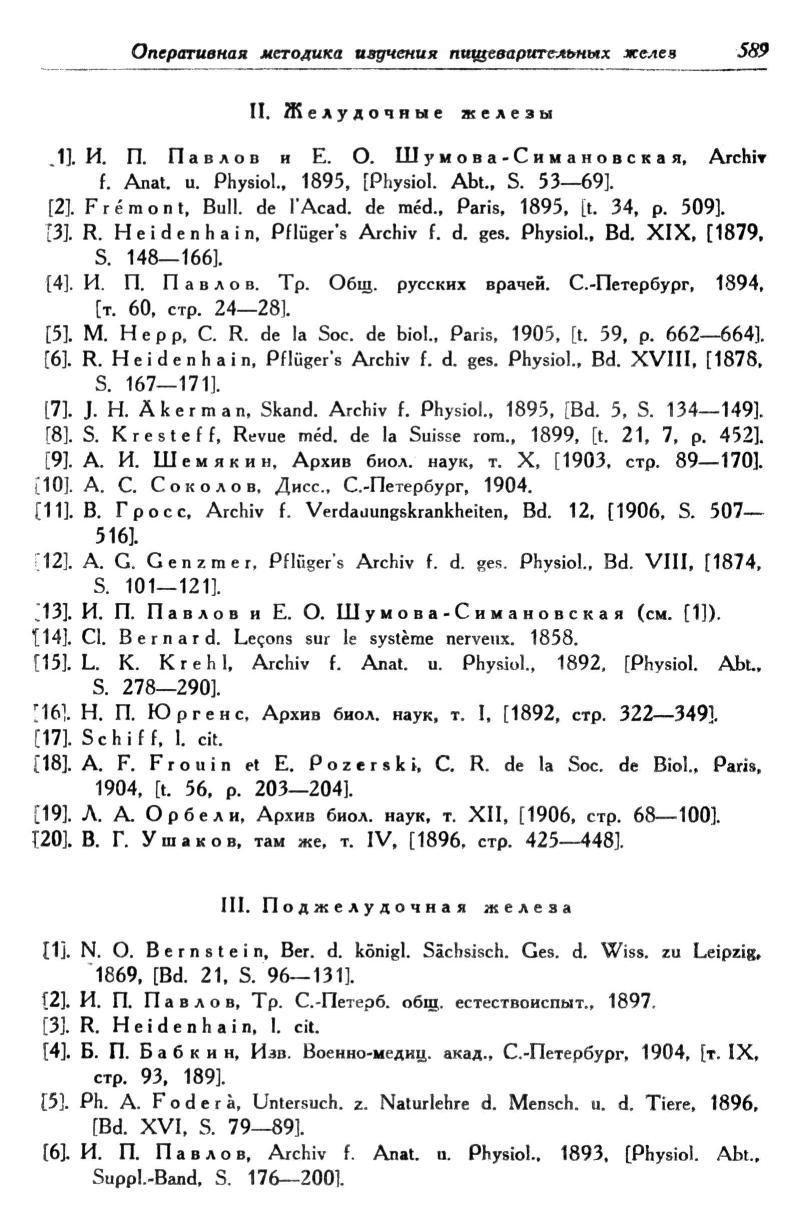 Оперативная методика изучения пищеварительных желез 589
II. Желудочные железы
[1]. И. П. Павлов и Е. О. Шумова-Симановская, Archiv
f. Anat. u. Physiol., 1895, [Physiol. Abt., S. 53—69].
[2]. Frémont, Bull. de l'Acad. de méd., Paris, 1895, [t. 34, p. 509].
[3]. R. Heidenhain, Pflüger's Archiv f. d. ges. Physiol., Bd. XIX, [1879,
S. 148—166].
[4]. И. П. Павлов. Тр. Общ. русских врачей. С.-Петербург, 1894,
[т. 60, стр. 24—28].
[5]. М. Hepp, C. R. de la Soc. de biol., Paris, 1905, [t. 59, p. 662—664].
[6]. R. Heidenhain, Pflüger's Archiv f. d. ges. Physiol., Bd. XVIII, [1878,
S. 167—171].
[7]. J. H. Åkerman, Skand. Archiv f. Physiol., 1895, [Bd. 5, S. 134—149].
[8]. S. Kresteff, Revue méd. de la Suisse rom., 1899, [t. 21, 7, p. 452].
[9]. А. И. Шемякин, Архив биол. наук, т. X, [1903, стр. 89—170].
[10]. А. С. Соколов, Дисс., С.-Петербург, 1904.
[11]. В. Гросс, Archiv f. Verdauungskrankheiten, Bd. 12, [1906, S. 507—
516].
[12]. A. G. Genzmer, Pflüger's Archiv f. d. ges. Physiol., Bd. VIII, [1874,
S. 101—121].
[13]. И. П. Павлов и Е. О. Шумова-Симановская (см. [1]).
[14]. Cl. Bernard. Leçons sur le système nerveux. 1858.
[15]. L. K. Krehl, Archiv f. Anat. u. Physiol., 1892, [Physiol. Abt.,
S. 278—290].
[16]. Н. П. Юргенс, Архив биол. наук, т. I, [1892, стр. 322—349].
[17]. Schiff, l. cit.
[18]. A. F. Frouin et E. Pozerski, C. R. de la Soc. de Biol., Paris,
1904, [t. 56, p. 203—204].
[19]. Л. А. Орбели, Архив биол. наук, т. XII, [1906, стр. 68—100].
[20]. В. Г. Ушаков, там же, т. IV, [1896, стр. 425—448].
III. Поджелудочная железа
[1]. N. O. Bernstein, Ber. d. königl. Sächsisch. Ges. d. Wiss. zu Leipzig,
1869, [Bd. 21, S. 96—131].
[2]. И. П. Павлов, Тр. С.-Петерб. общ. естествоиспыт., 1897.
[3]. R. Heidenhain, l. cit.
[4]. Б. П. Бабкин, Изв. Военно-медиц. акад., С.-Петербург, 1904, [т. IX,
стр. 93, 189].
[5]. Ph. A. Foderà, Untersuch. z. Naturlehre d. Mensch. u. d. Tiere, 1896,
[Bd. XVI, S. 79—89].
[6]. И. П. Павлов, Archiv f. Anat. u. Physiol., 1893, [Physiol. Abt.,
Suppl.-Band, S. 176—200].